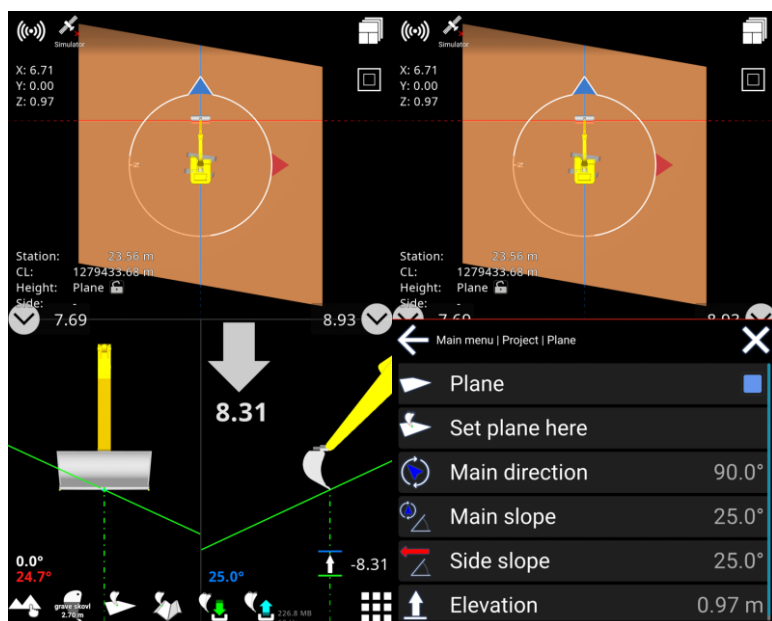 Simulator
X: 6.71
Y: 0.00
Z: 0.97
N
Station: 23.56 m
CL: 1279433.68 m
Height: Plane
Side: -
7.69
8.93
8.31
0.0°
24.7°
25.0°
-8.31
grave skovl
2.70 m
226.8 MB
Simulator
X: 6.71
Y: 0.00
Z: 0.97
N
Station: 23.56 m
CL: 1279433.68 m
Height: Plane
Side: -
7.69
8.93
Main menu | Project | Plane
Plane
Set plane here
Main direction 90.0°
Main slope 25.0°
Side slope 25.0°
Elevation 0.97 m